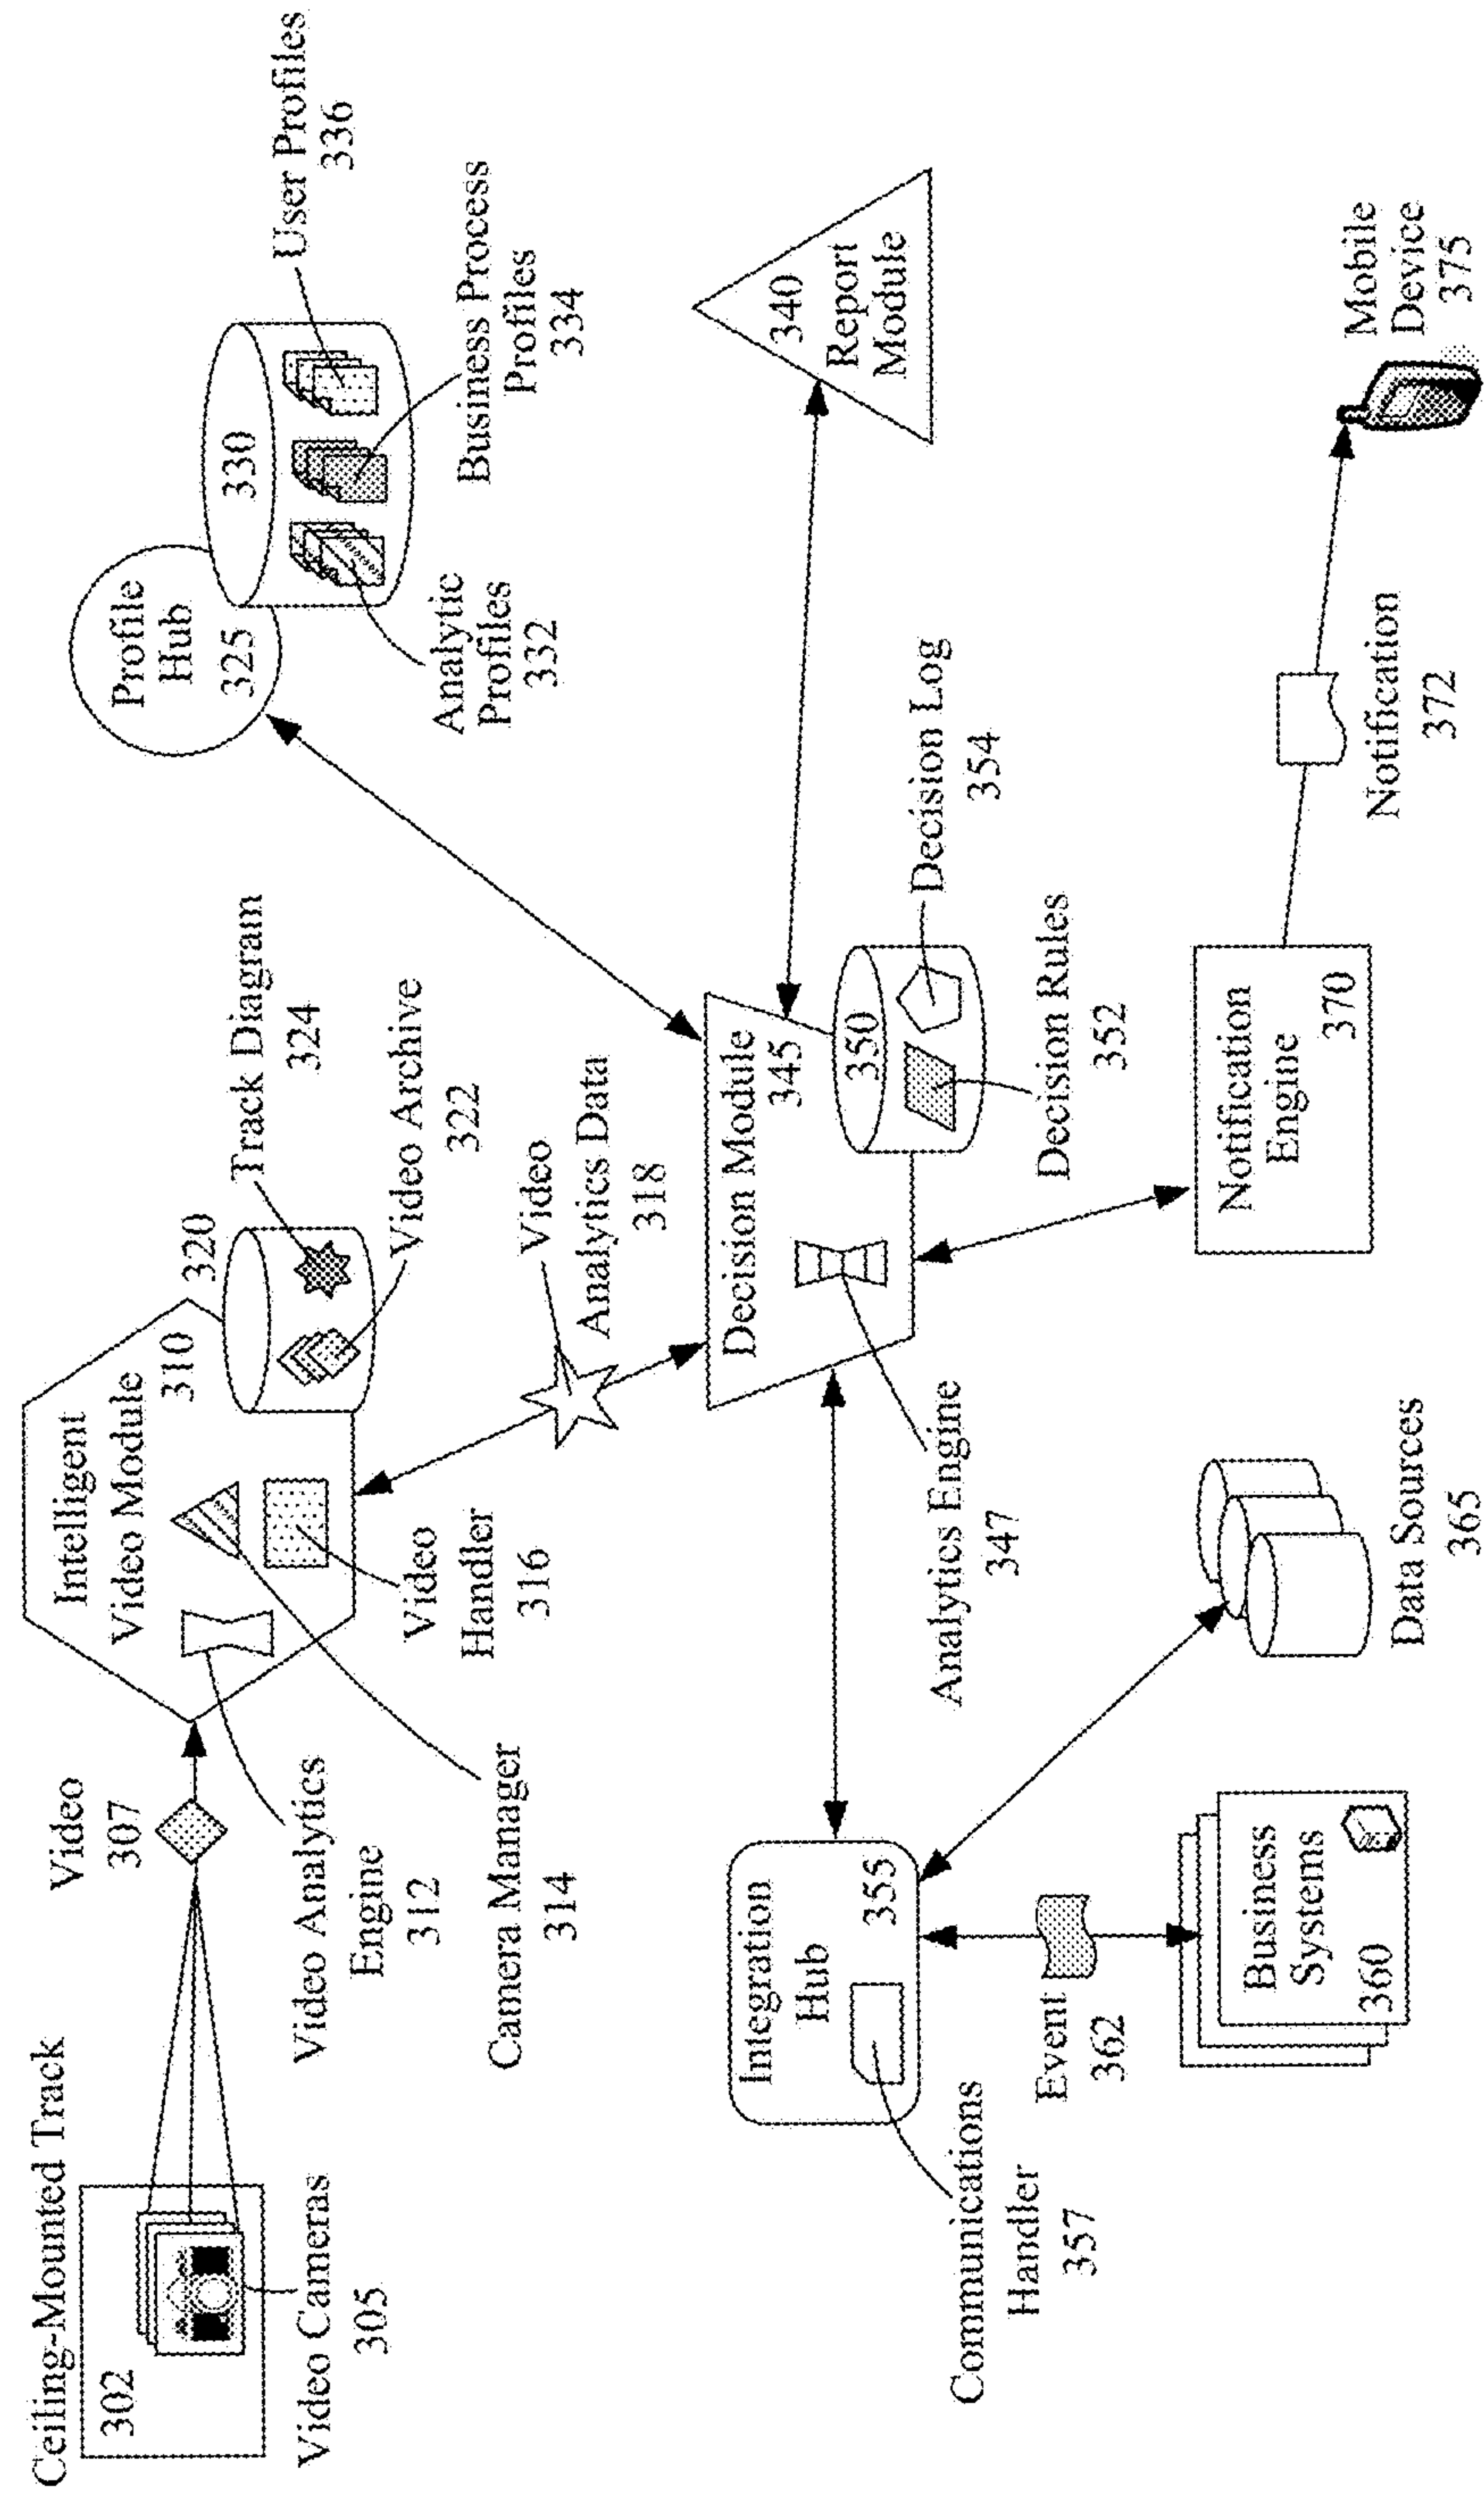 Ceiling-Mounted Track
302
Video Cameras
305
Video
307
Intelligent
Video Module
310
320
Track Diagram
324
Video Archive
322
Video Analytics
Engine
312
Camera Manager
314
Video
Handler
316
Video
Analytics Data
318
Profile
Hub
325
330
User Profiles
336
Business Process
Profiles
334
Analytic
Profiles
332
340
Report
Module
Decision Module
345
350
Decision Log
354
Decision Rules
352
Analytics Engine
347
Integration
Hub
355
Communications
Handler
357
Event
362
Business
Systems
360
Data Sources
365
Notification
Engine
370
Notification
372
Mobile
Device
375